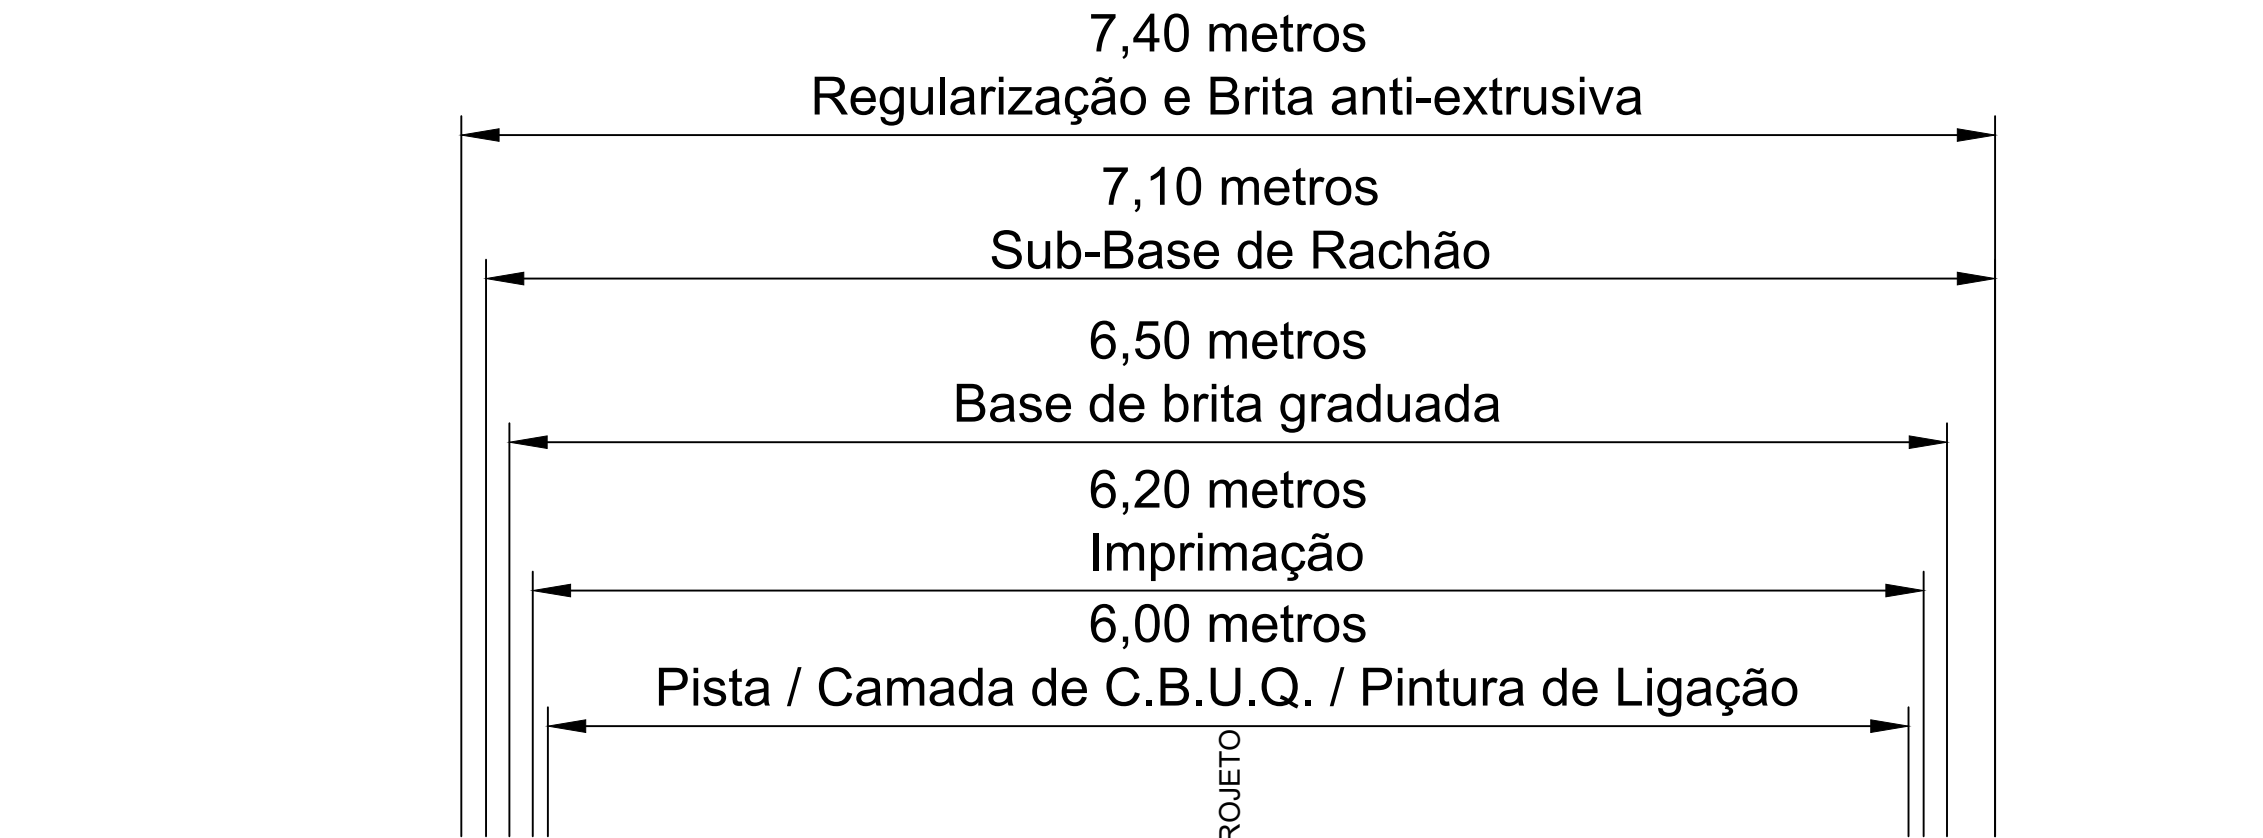 7,40 metros
Regularização e Brita anti-extrusiva
7,10 metros
Sub-Base de Rachão
6,50 metros
Base de brita graduada
6,20 metros
Imprimação
6,00 metros
Pista / Camada de C.B.U.Q. / Pintura de Ligação
ROJETO